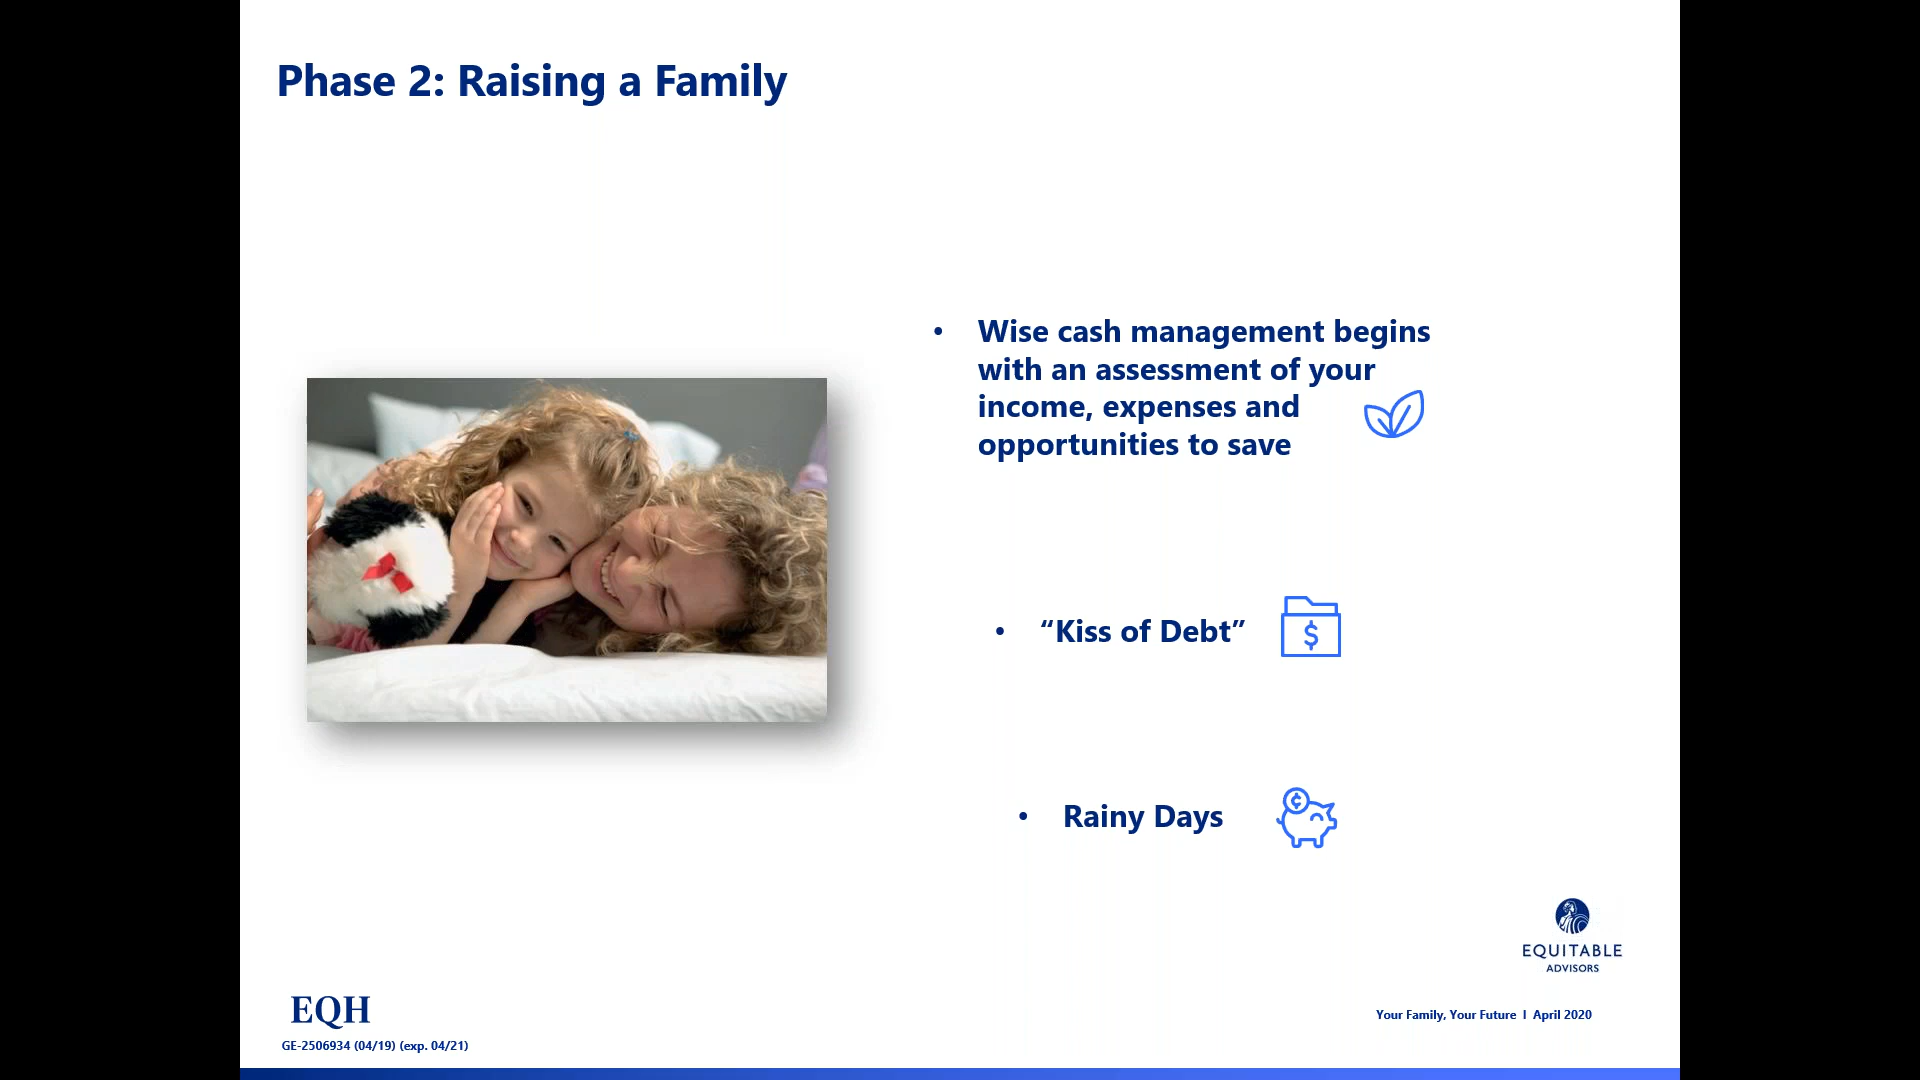 Phase 2: Raising a Family
• Wise cash management begins
with an assessment of your
income, expenses and
opportunities to save
• “Kiss of Debt”
$
• Rainy Days
¢
EQUITABLE
ADVISORS
EQH
Your Family, Your Future I April 2020
GE-2506934 (04/19) (exp. 04/21)